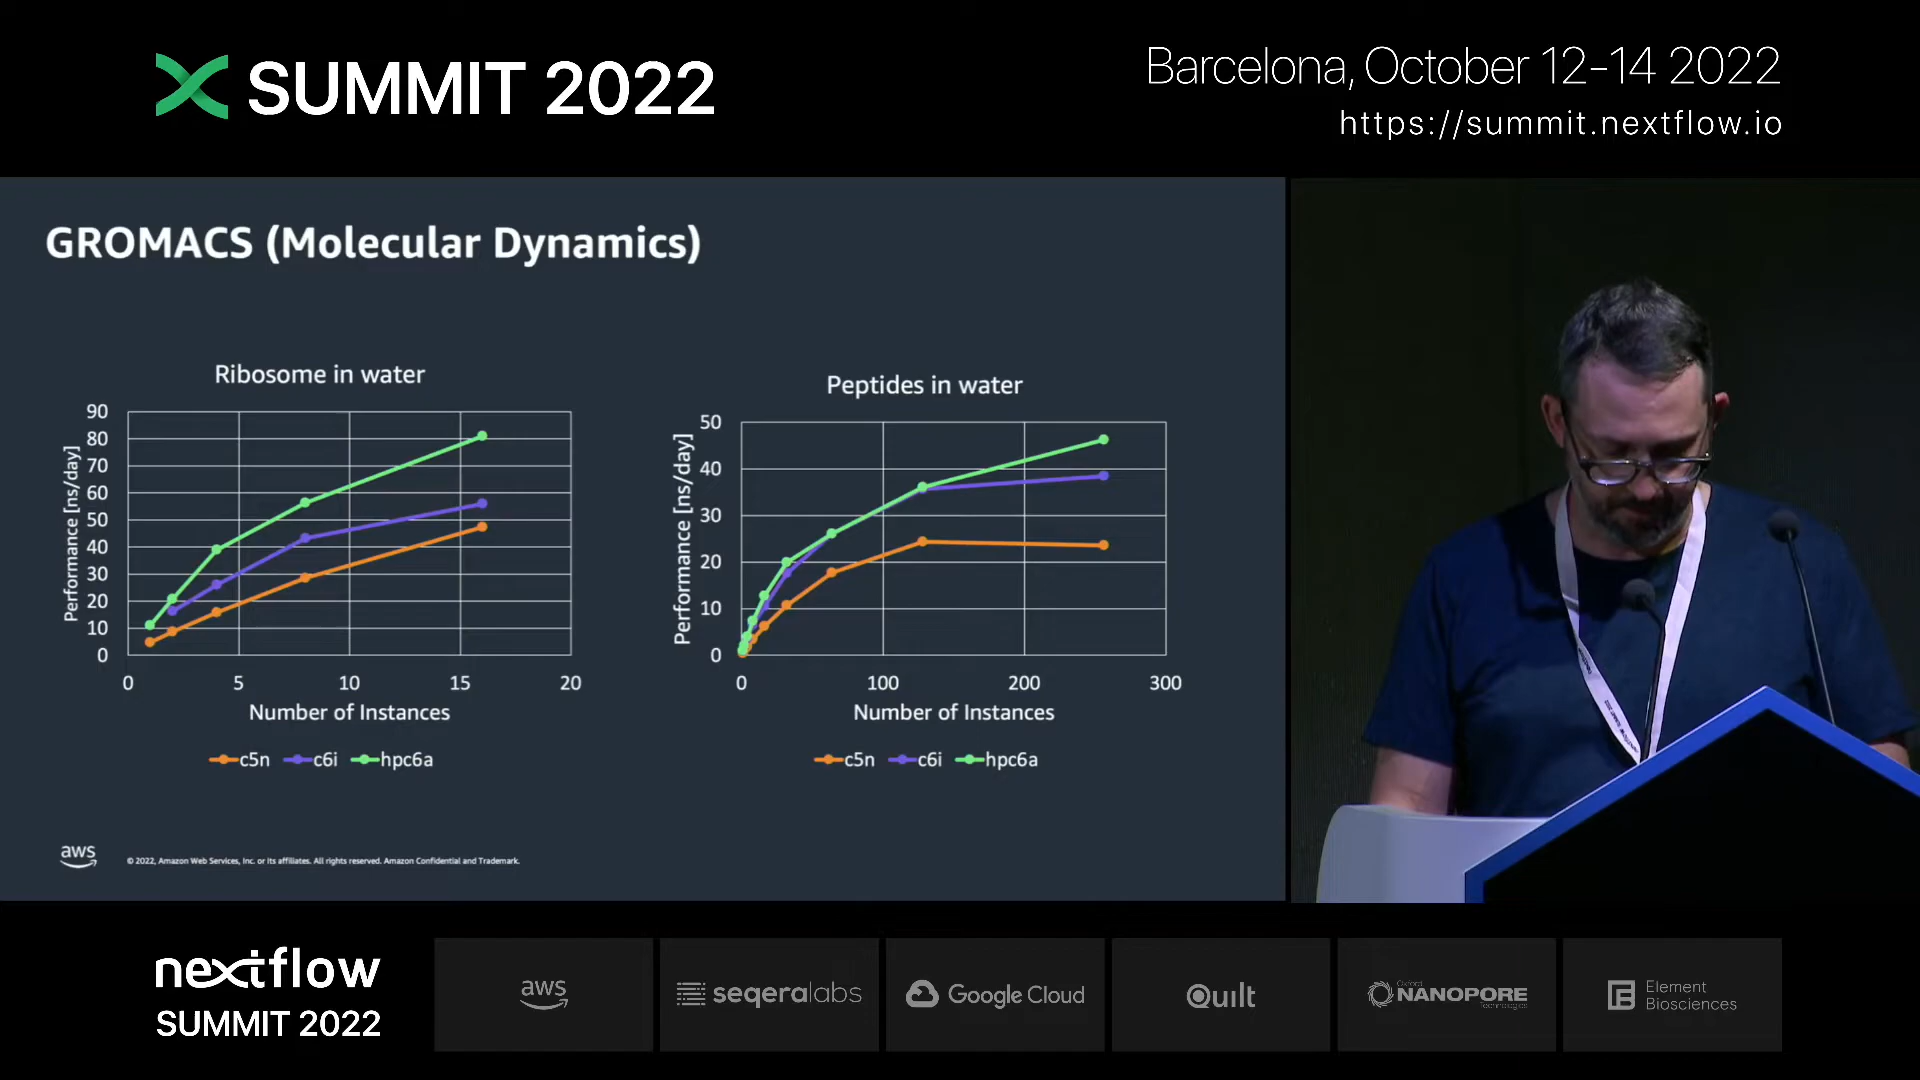 SUMMIT 2022
Barcelona, October 12-14 2022
https://summit.nextflow.io
GROMACS (Molecular Dynamics)
Ribosome in water
Performance [ns/day]
90
80
70
60
50
40
30
20
10
0
0 5 10 15 20
Number of Instances
c5n c6i hpc6a
Peptides in water
Performance [ns/day]
50
40
30
20
10
0
0 100 200 300
Number of Instances
c5n c6i hpc6a
aws
© 2022, Amazon Web Services, Inc. or its affiliates. All rights reserved. Amazon Confidential and Trademark.
nextflow
SUMMIT 2022
aws
seqeralabs
Google Cloud
Quilt
Oxford
NANOPORE
Technologies
Element
Biosciences